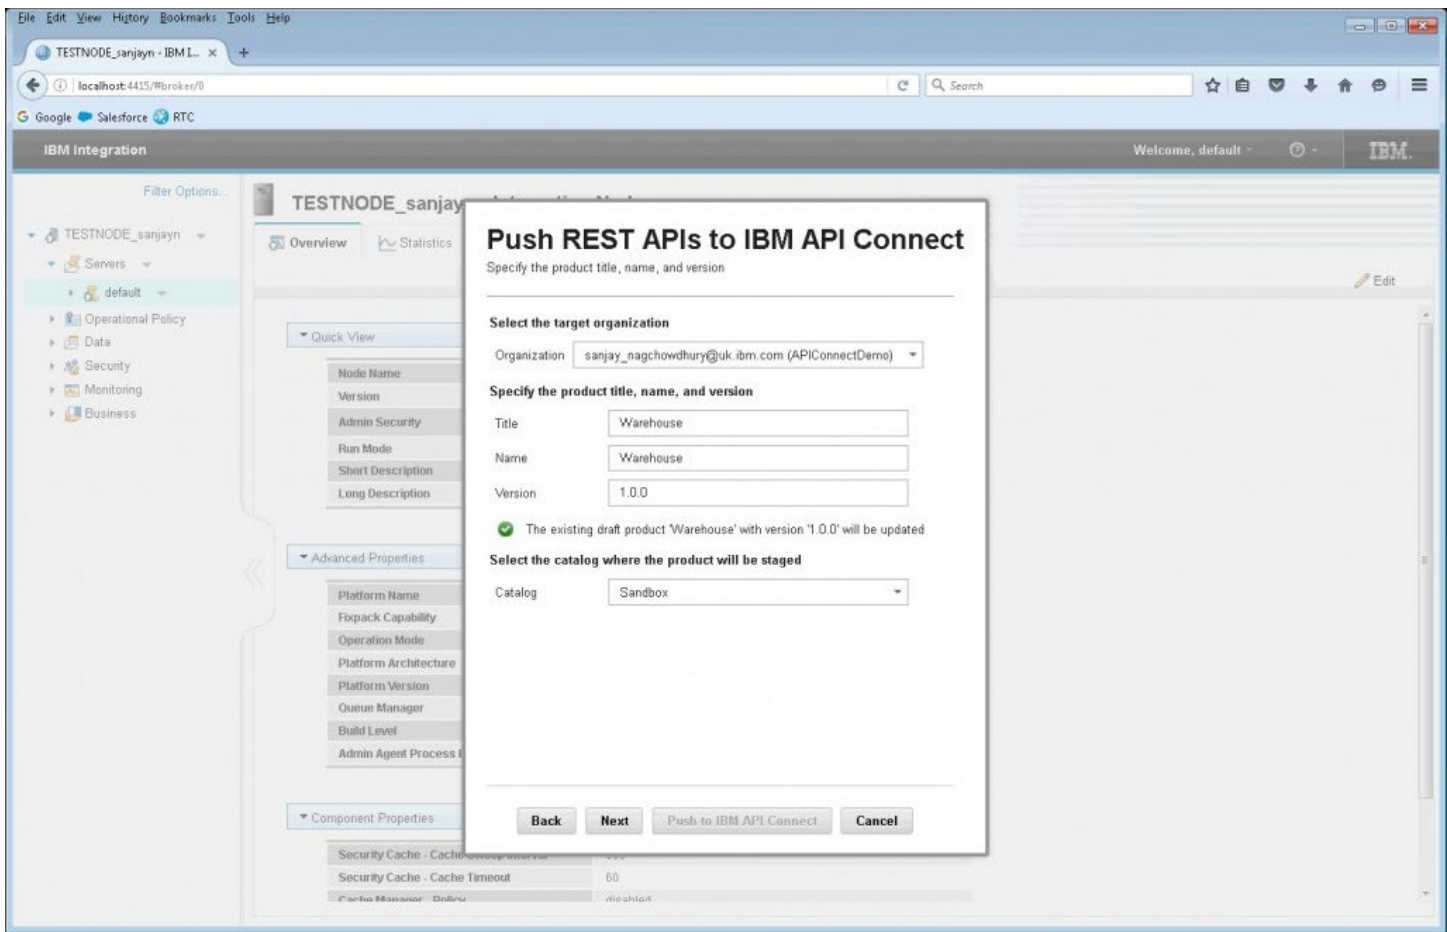 File Edit View History Bookmarks Tools Help
TESTNODE_sanjayn - IBM I... × +
localhost:4415/#broker/0
Search
Google Salesforce RTC
IBM Integration
Welcome, default
IBM.
Filter Options...
TESTNODE_sanjayn
Servers
default
Operational Policy
Data
Security
Monitoring
Business
TESTNODE_sanjay
Overview
Statistics
Edit
Quick View
Node Name
Version
Admin Security
Run Mode
Short Description
Long Description
Advanced Properties
Platform Name
Fixpack Capability
Operation Mode
Platform Architecture
Platform Version
Queue Manager
Build Level
Admin Agent Process
Component Properties
Security Cache - Cache
Security Cache - Cache Timeout 60
Cache Manager - Policy disabled
Push REST APIs to IBM API Connect
Specify the product title, name, and version
Select the target organization
Organization sanjay_nagchowdhury@uk.ibm.com (APIConnectDemo)
Specify the product title, name, and version
Title Warehouse
Name Warehouse
Version 1.0.0
The existing draft product 'Warehouse' with version '1.0.0' will be updated
Select the catalog where the product will be staged
Catalog Sandbox
Back Next Push to IBM API Connect Cancel